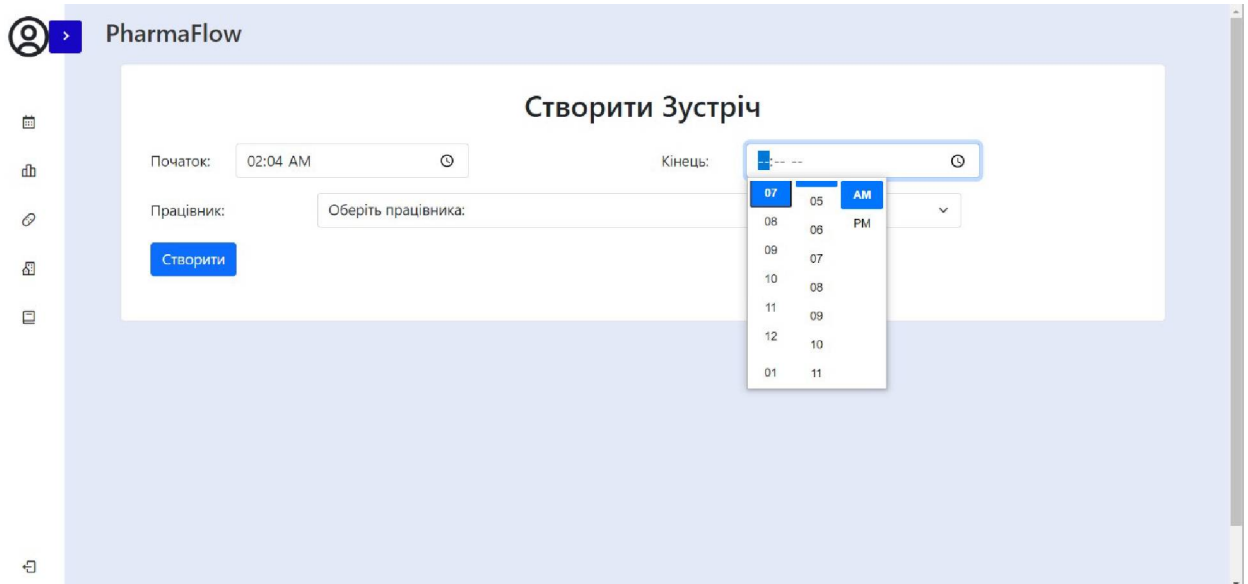 PharmaFlow
Створити Зустріч
Початок: 02:04 AM Кінець: --:-- --
Працівник: Оберіть працівника:
Створити
07 AM
05
08 PM
06
09
07
10
08
11
09
12
10
01
11